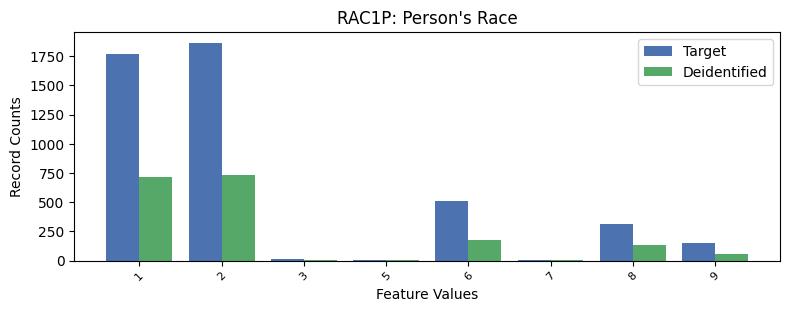 RAC1P: Person's Race
Record Counts
1750
1500
1250
1000
750
500
250
0
Target
Deidentified
1 2 3 5 6 7 8 9
Feature Values